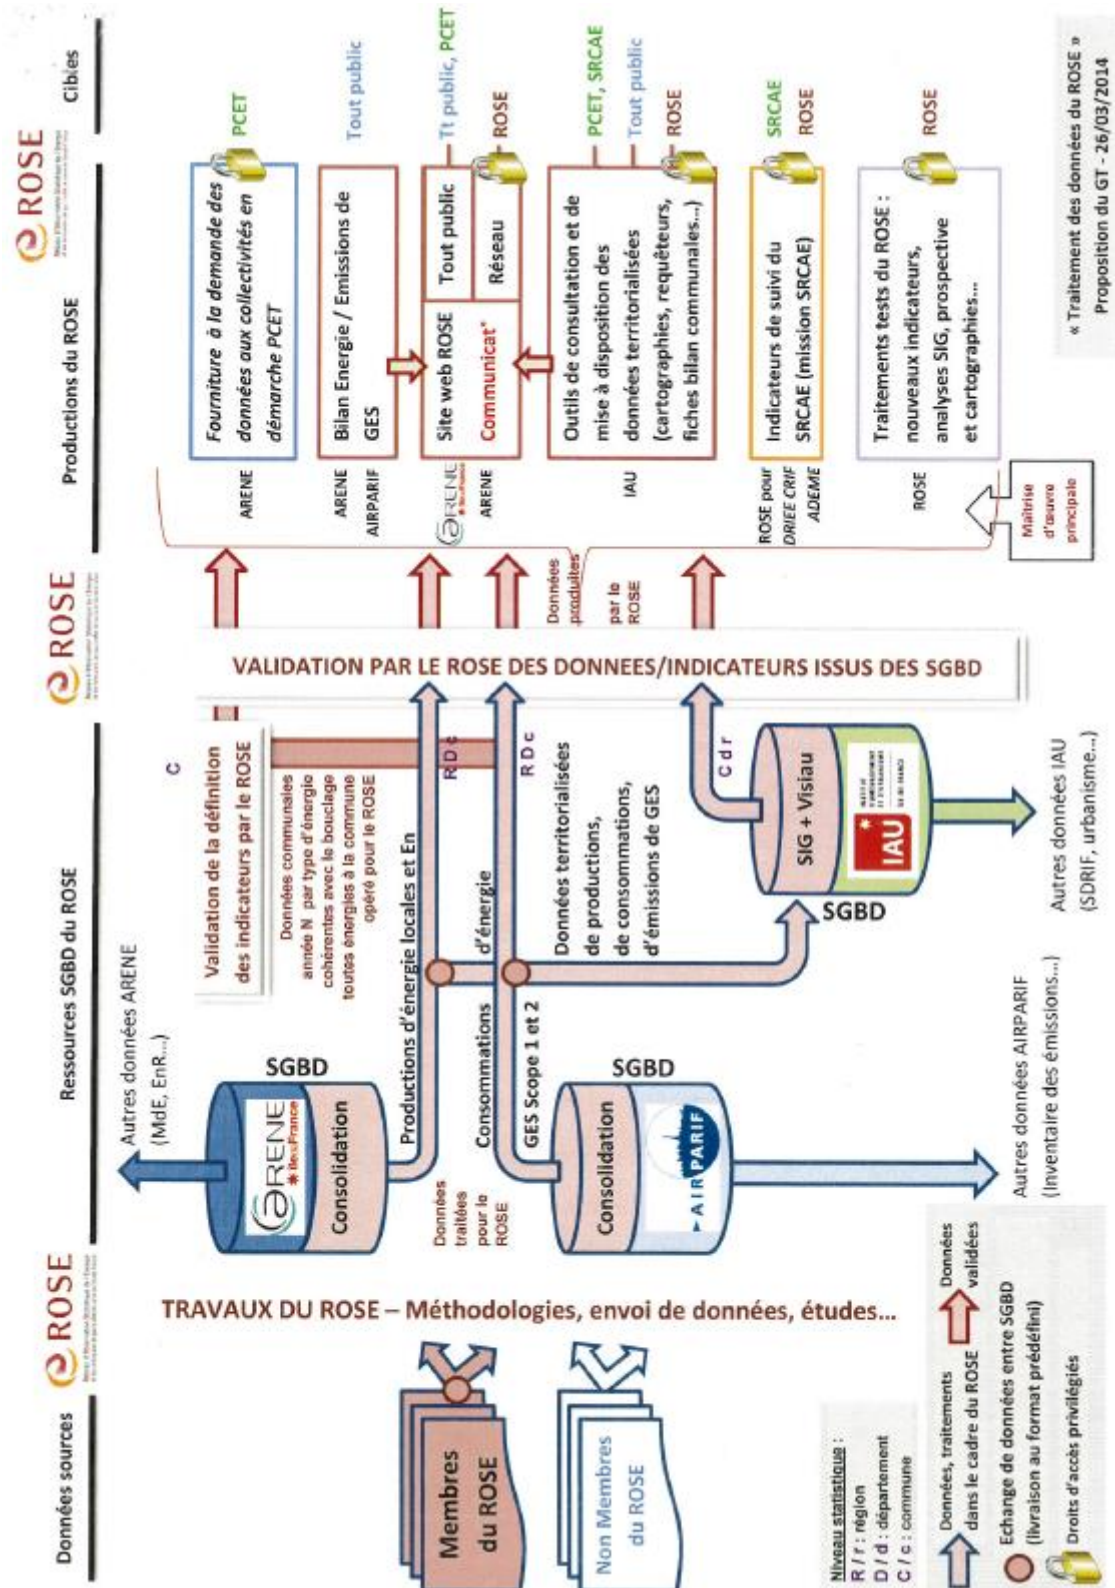 Données sources
ROSE
Ressources SGBD du ROSE
ROSE
Productions du ROSE
ROSE
Cibles
Membres
du ROSE
Non Membres
du ROSE
TRAVAUX DU ROSE – Méthodologies, envoi de données, études...
Autres données ARENE
(MdE, EnR...)
SGBD
ARENE
IledeFrance
Consolidation
Données
traitées
pour le
ROSE
SGBD
Consolidation
AIRPARIF
Autres données AIRPARIF
(Inventaire des émissions...)
C
Validation de la définition
des indicateurs par le ROSE
Données communales
année N par type d'énergie
cohérentes avec le bouclage
toutes énergies à la commune
opéré pour le ROSE
Productions d'énergie locales et En
R D c
Consommations d'énergie
GES Scope 1 et 2
R D c
Données territorialisées
de productions,
de consommations,
d'émissions de GES
C d r
SIG + Visiau
IAU
SGBD
Autres données IAU
(SDRIF, urbanisme...)
VALIDATION PAR LE ROSE DES DONNEES/INDICATEURS ISSUS DES SGBD
Données
produites
par le
ROSE
ARENE
Fourniture à la demande des
données aux collectivités en
démarche PCET
PCET
ARENE
AIRPARIF
Bilan Energie / Emissions de
GES
Tout public
ARENE
IledeFrance
ARENE
Site web ROSE
Communicat°
Tout public
Réseau
Tt public, PCET
ROSE
IAU
Outils de consultation et de
mise à disposition des
données territorialisées
(cartographies, requêteurs,
fiches bilan communales...)
PCET, SRCAE
Tout public
ROSE
ROSE pour
DRIEE CRIF
ADEME
Indicateurs de suivi du
SRCAE (mission SRCAE)
SRCAE
ROSE
ROSE
Traitements tests du ROSE :
nouveaux indicateurs,
analyses SIG, prospective
et cartographies...
ROSE
Maîtrise
d'œuvre
principale
Niveau statistique :
R / r : région
D / d : département
C / c : commune
Données, traitements
dans le cadre du ROSE
Données
validées
Echange de données entre SGBD
(livraison au format prédéfini)
Droits d'accès privilégiés
« Traitement des données du ROSE »
Proposition du GT - 26/03/2014